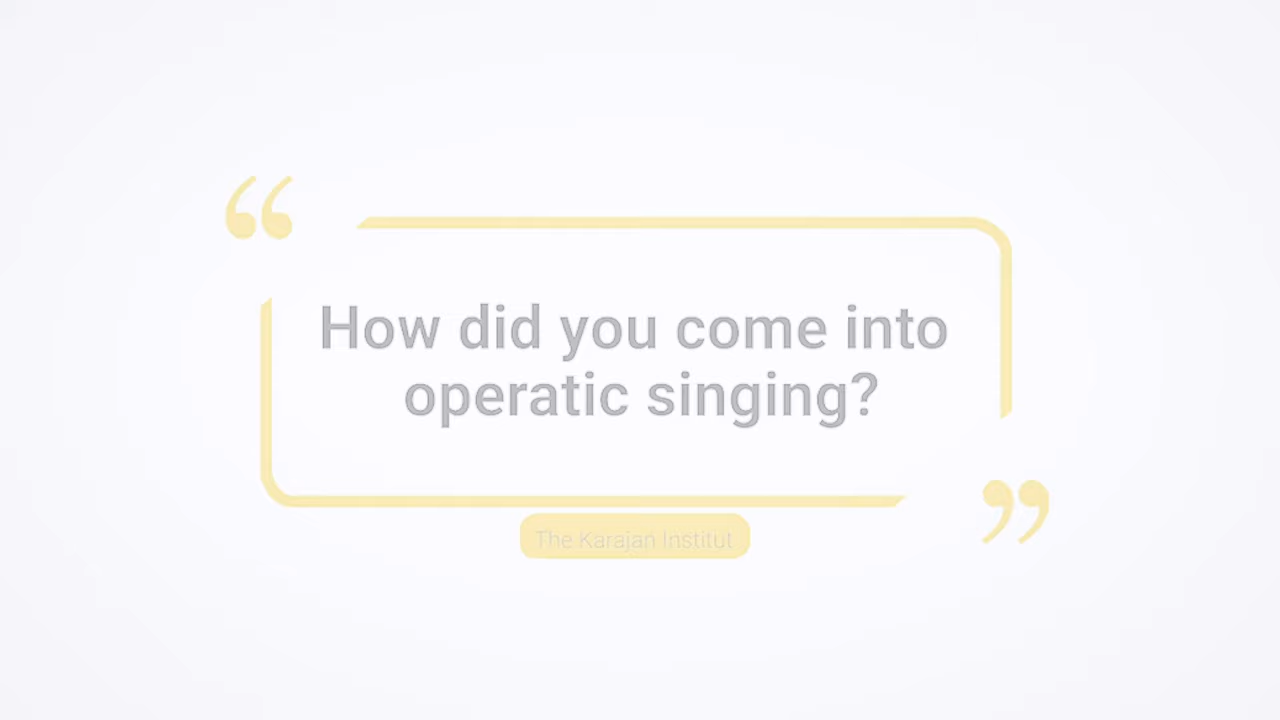 “
How did you come into
operatic singing?
”
The Karajan Institut